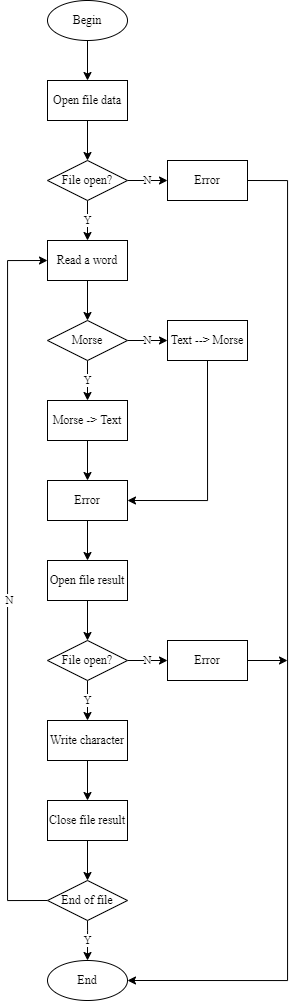 Begin
Open file data
File open?
N
Error
Y
Read a word
Morse
N
Text --> Morse
Y
Morse -> Text
Error
Open file result
N
File open?
N
Error
Y
Write character
Close file result
End of file
Y
End